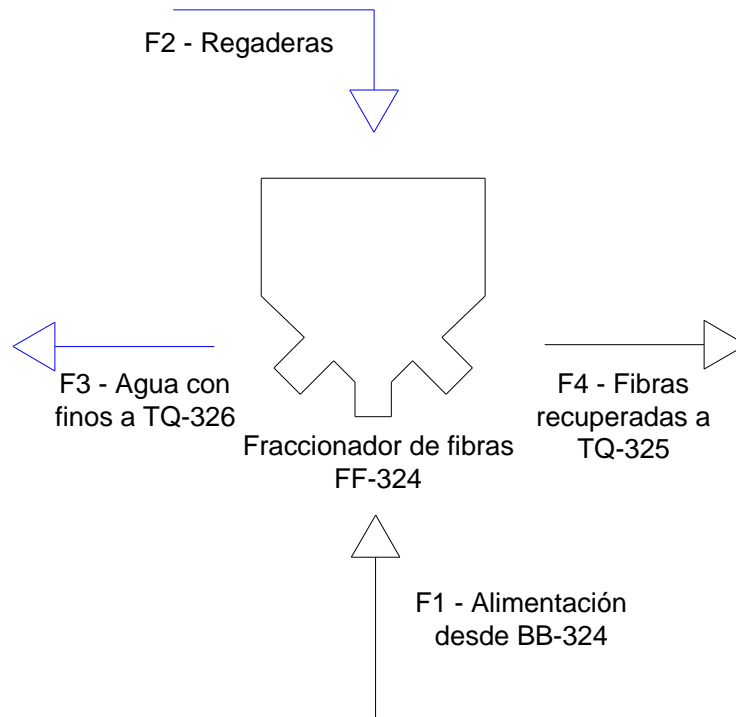 F2 - Regaderas
F3 - Agua con
finos a TQ-326
F4 - Fibras
recuperadas a
TQ-325
Fraccionador de fibras
FF-324
F1 - Alimentación
desde BB-324